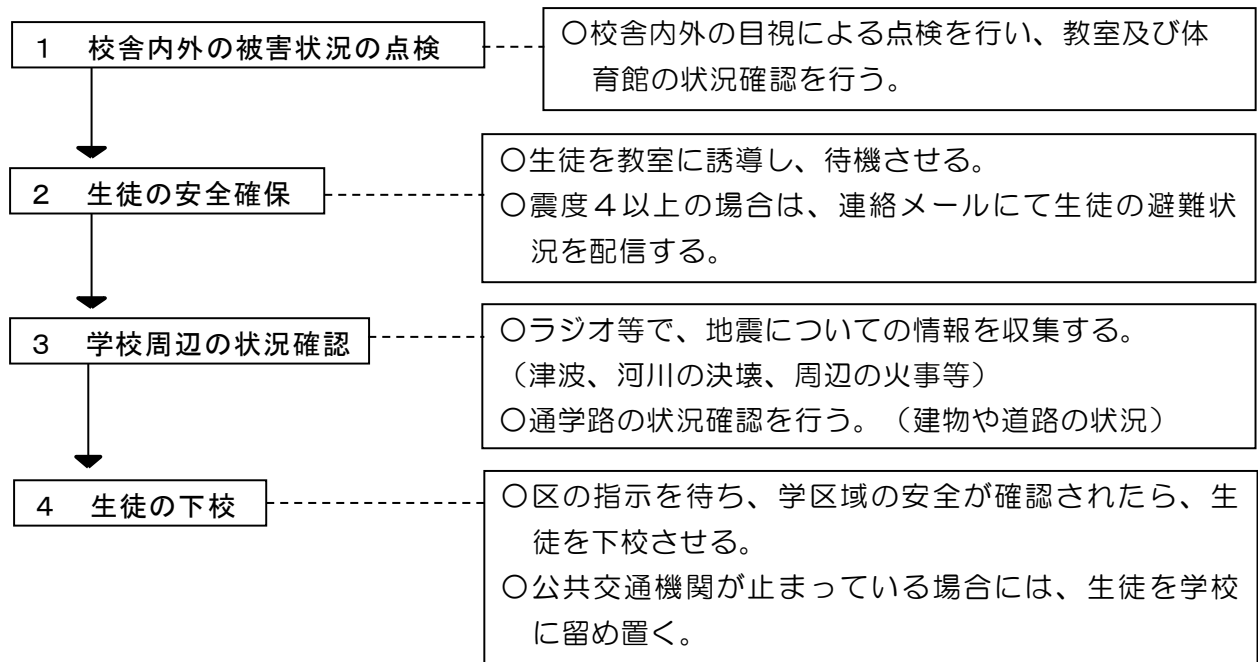 １　校舎内外の被害状況の点検
〇校舎内外の目視による点検を行い、教室及び体
育館の状況確認を行う。
２　生徒の安全確保
〇生徒を教室に誘導し、待機させる。
〇震度４以上の場合は、連絡メールにて生徒の避難状
況を配信する。
３　学校周辺の状況確認
〇ラジオ等で、地震についての情報を収集する。
（津波、河川の決壊、周辺の火事等）
〇通学路の状況確認を行う。（建物や道路の状況）
４　生徒の下校
〇区の指示を待ち、学区域の安全が確認されたら、生
徒を下校させる。
〇公共交通機関が止まっている場合には、生徒を学校
に留め置く。